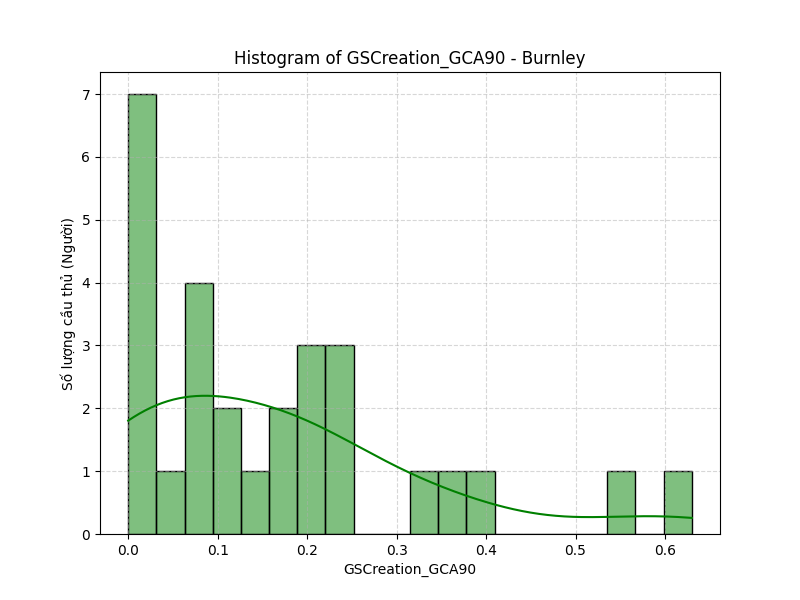 Histogram of GSCreation_GCA90 - Burnley
Số lượng cầu thủ (Người)
7
6
5
4
3
2
1
0
0.0 0.1 0.2 0.3 0.4 0.5 0.6
GSCreation_GCA90